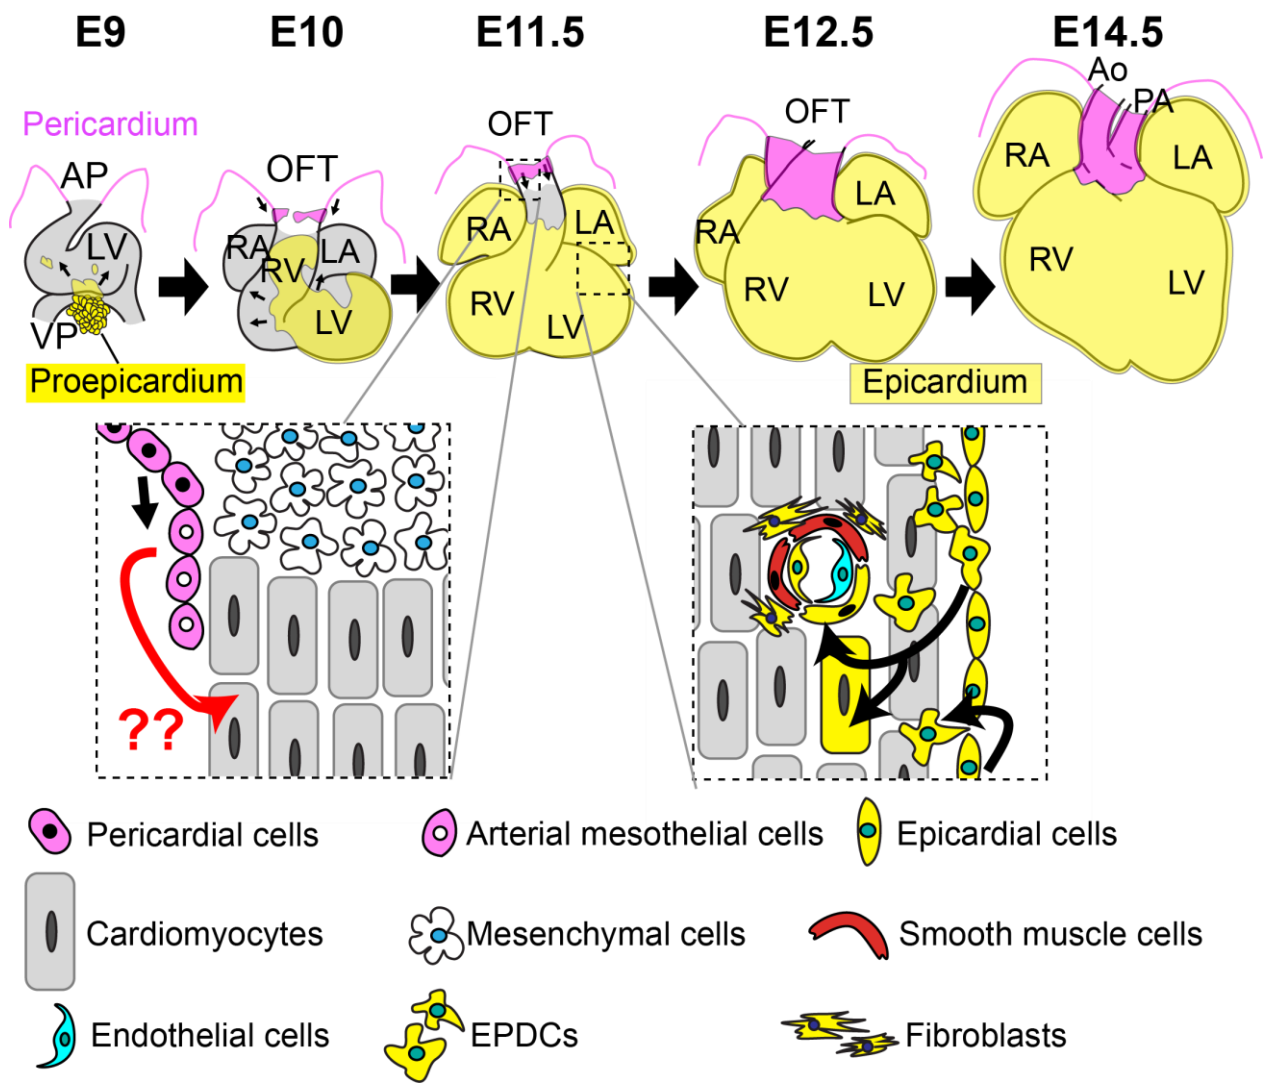 E9
E10
E11.5
E12.5
E14.5
Pericardium
AP
LV
VP
Proepicardium
OFT
RA
RV
LA
LV
OFT
RA
LA
RV
LV
OFT
RA
LA
RV
LV
Ao
PA
RA
LA
RV
LV
Epicardium
??
Pericardial cells
Arterial mesothelial cells
Epicardial cells
Cardiomyocytes
Mesenchymal cells
Smooth muscle cells
Endothelial cells
EPDCs
Fibroblasts